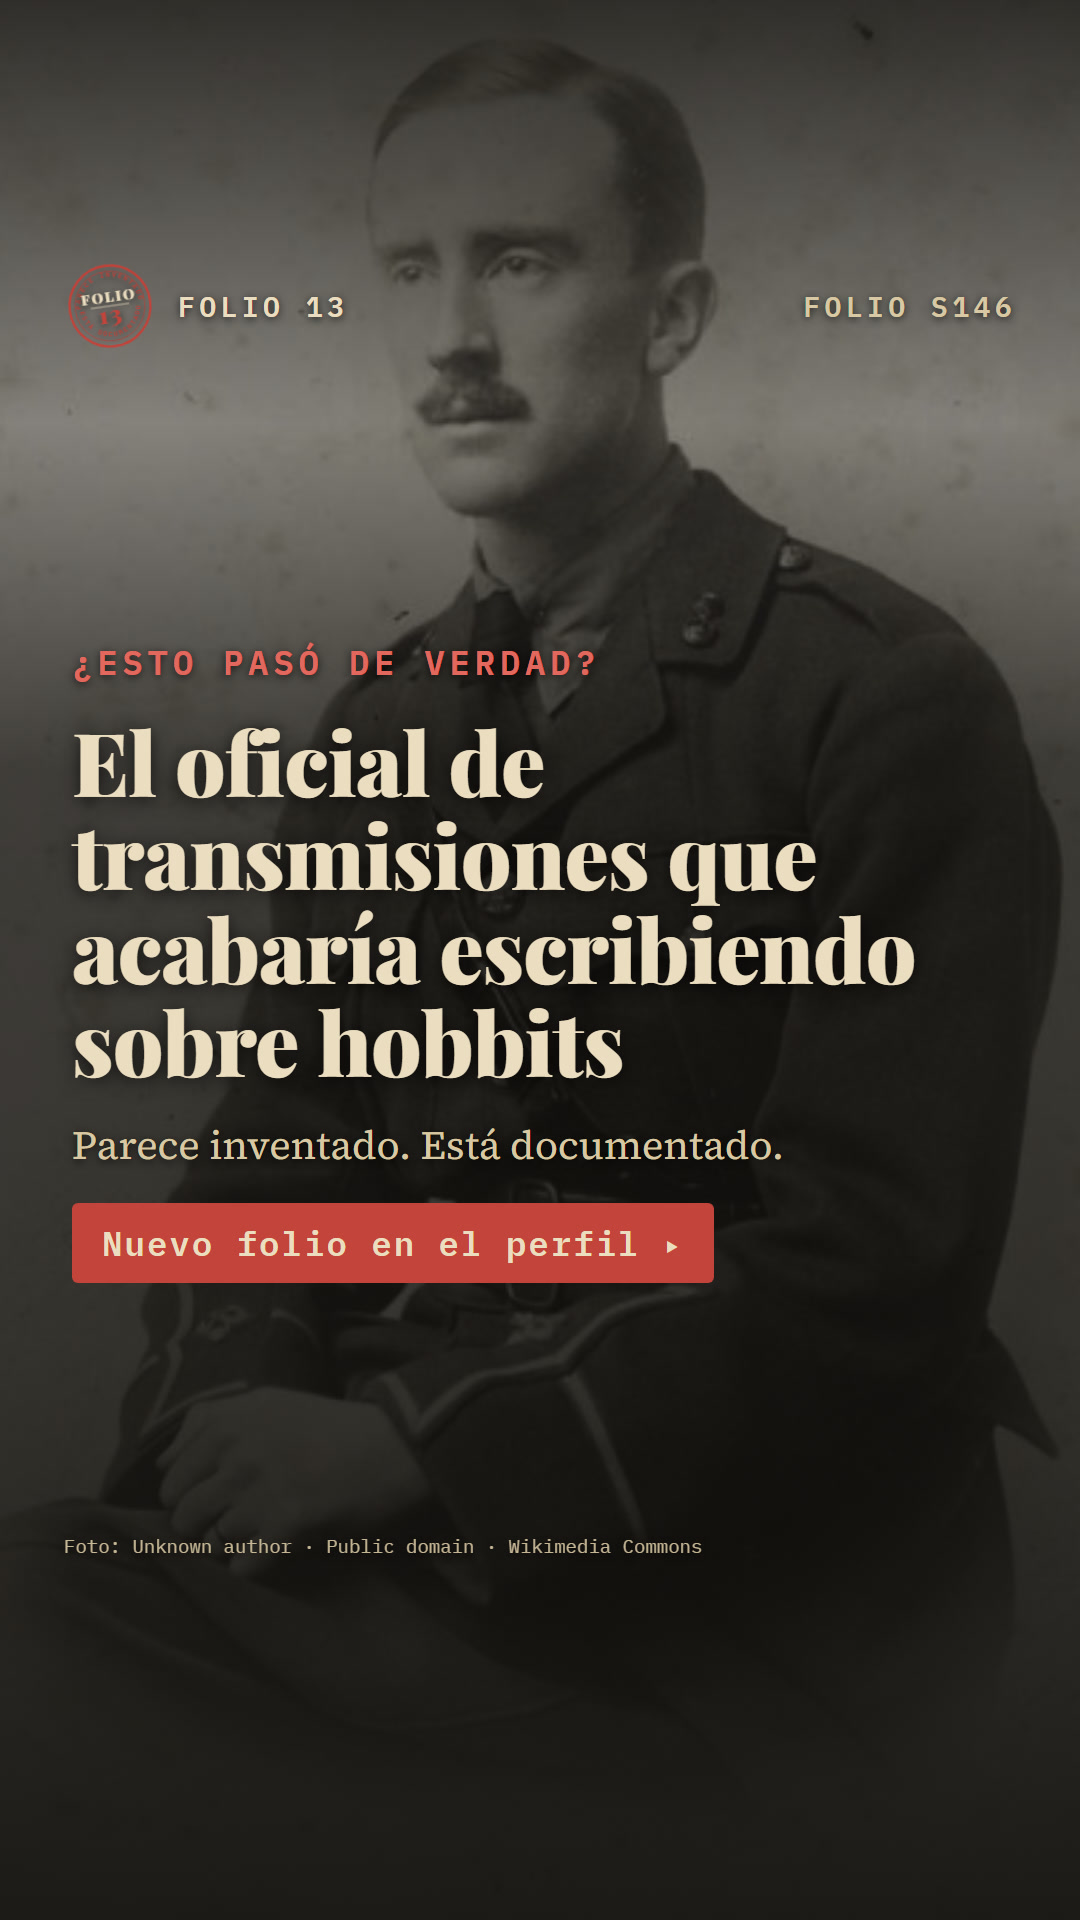 FOLIO
13
FOLIO 13
FOLIO S146
¿ESTO PASÓ DE VERDAD?
El oficial de
transmisiones que
acabaría escribiendo
sobre hobbits
Parece inventado. Está documentado.
Nuevo folio en el perfil ▸
Foto: Unknown author · Public domain · Wikimedia Commons